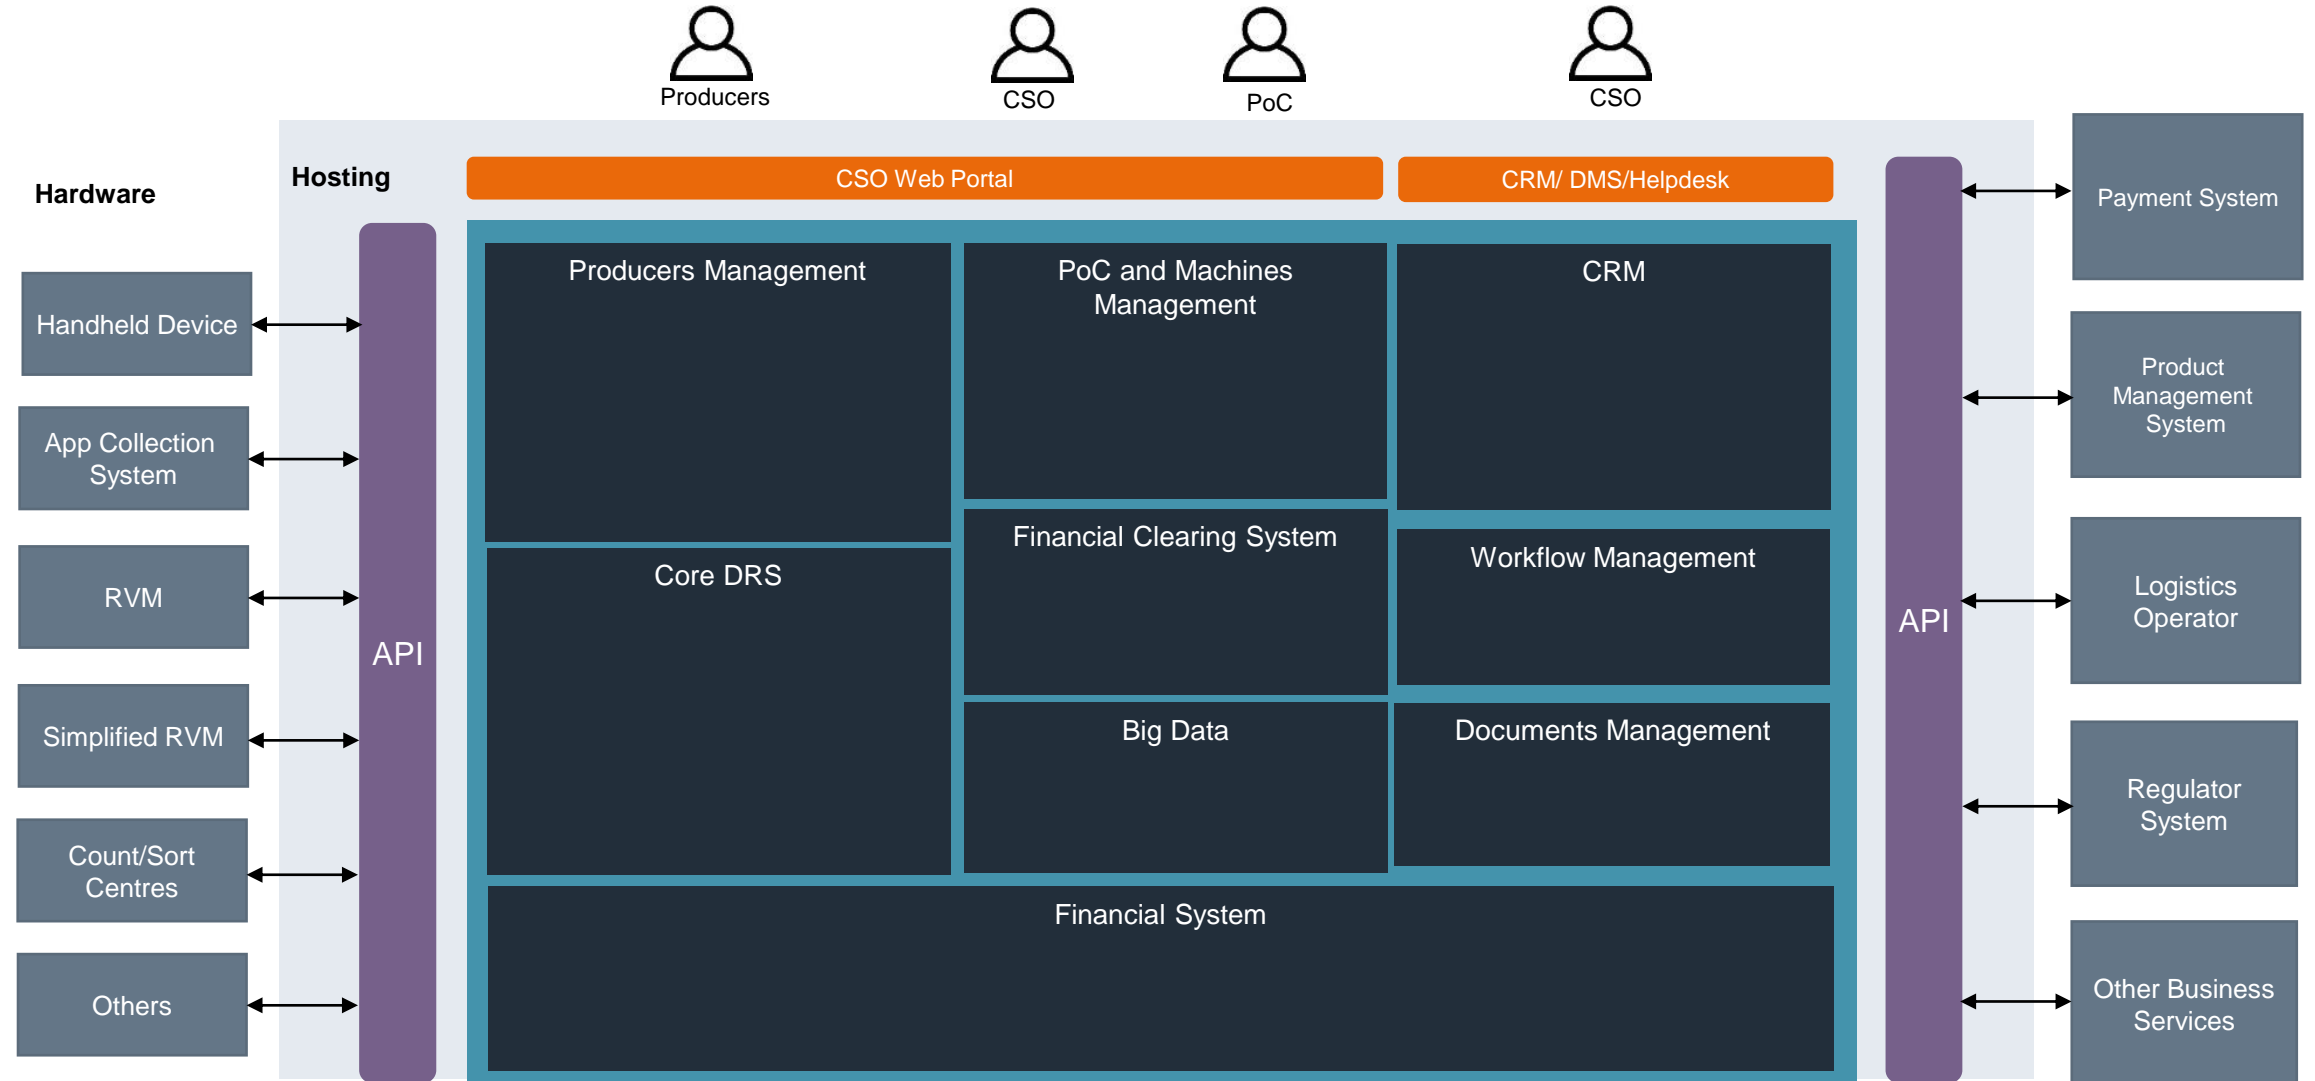 Producers
CSO
PoC
CSO
Hardware
Hosting
CSO Web Portal
CRM/ DMS/Helpdesk
Handheld Device
App Collection
System
RVM
Simplified RVM
Count/Sort
Centres
Others
API
Producers Management
PoC and Machines
Management
CRM
Core DRS
Financial Clearing System
Workflow Management
Big Data
Documents Management
Financial System
API
Payment System
Product
Management
System
Logistics
Operator
Regulator
System
Other Business
Services